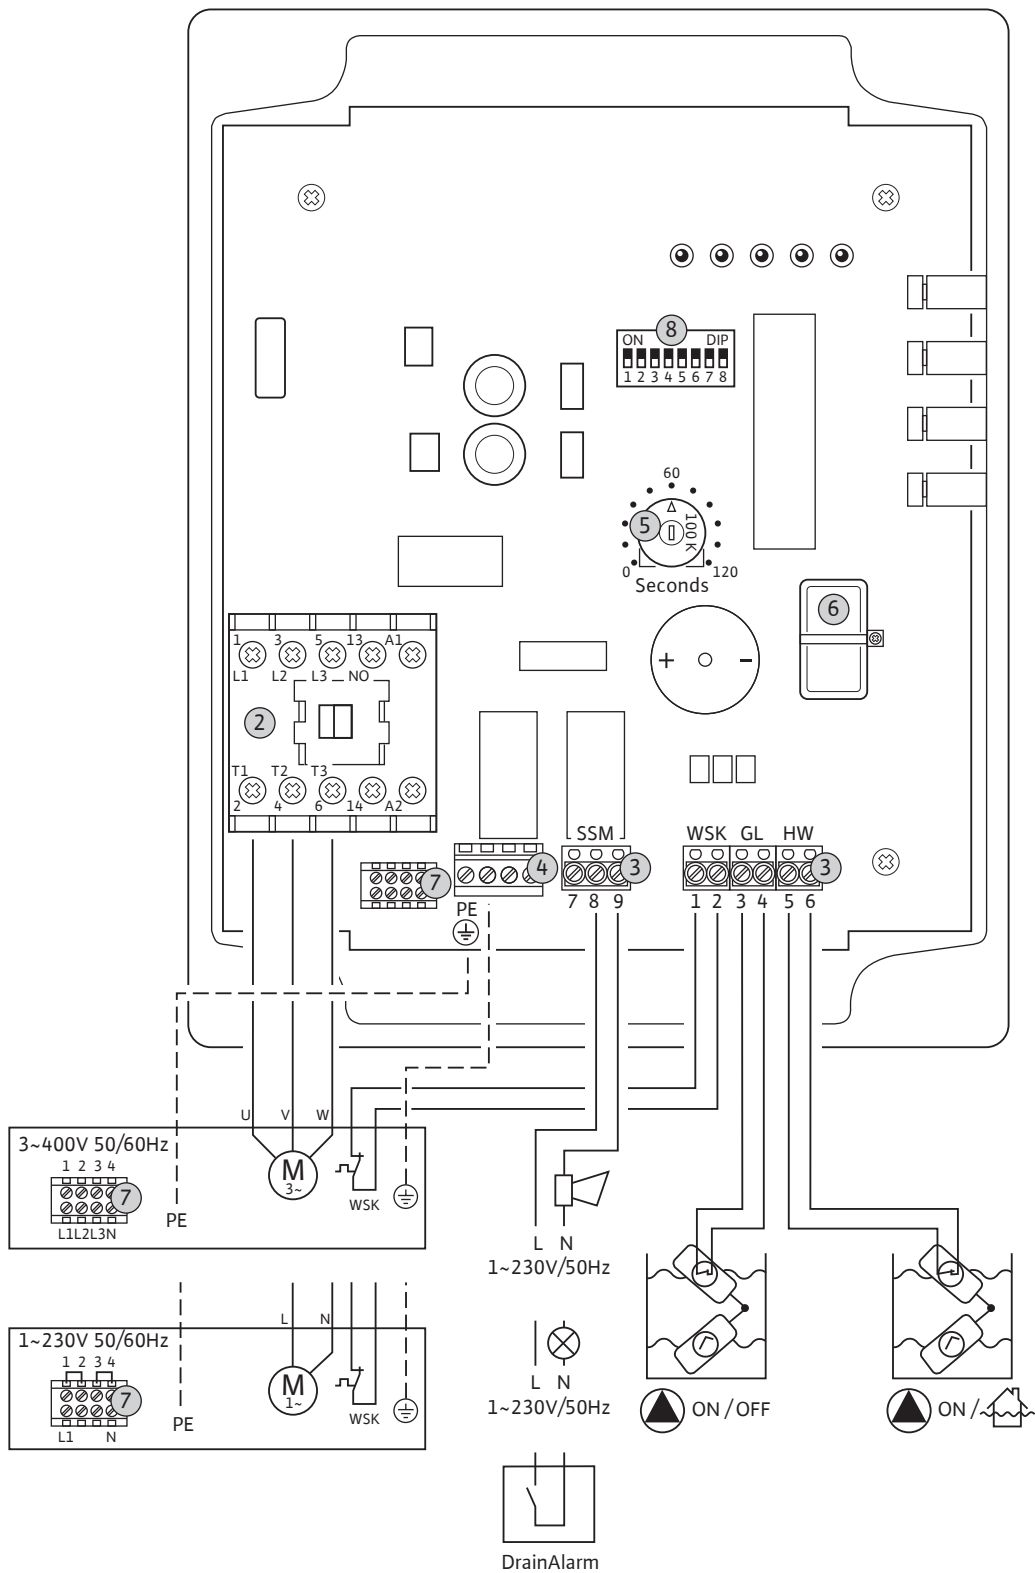 8
ON DIP
1 2 3 4 5 6 7 8
60
5
100 K
0 120
Seconds
6
+ −
1 3 5 13 A1
L1 L2 L3 NO
2
T1 T2 T3
2 4 6 14 A2
SSM WSK GL HW
7 4 3 3
PE
7 8 9 1 2 3 4 5 6
U V W
3~400V 50/60Hz
1 2 3 4
7
L1L2L3N
PE
M
3~
WSK
L N
1~230V/50Hz
L N
1~230V 50/60Hz
1 2 3 4
7
L1 N
PE
M
1~
WSK
L N
1~230V/50Hz
ON/OFF
ON/
DrainAlarm